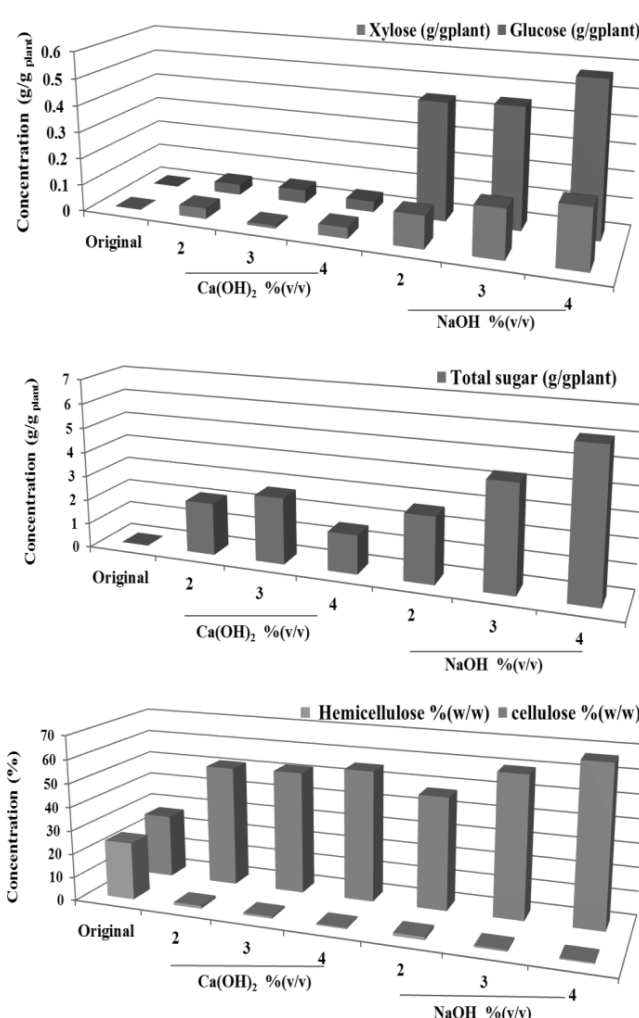 Xylose (g/gplant) Glucose (g/gplant)
Concentration (g/g plant)
0.6
0.5
0.4
0.3
0.2
0.1
0
Original 2 3 4 2 3 4
Ca(OH)2 %(v/v)
NaOH %(v/v)
Total sugar (g/gplant)
Concentration (g/g plant)
7
6
5
4
3
2
1
0
Original 2 3 4 2 3 4
Ca(OH)2 %(v/v)
NaOH %(v/v)
Hemicellulose %(w/w) cellulose %(w/w)
Concentration (%)
70
60
50
40
30
20
10
0
Original 2 3 4 2 3 4
Ca(OH)2 %(v/v)
NaOH %(v/v)